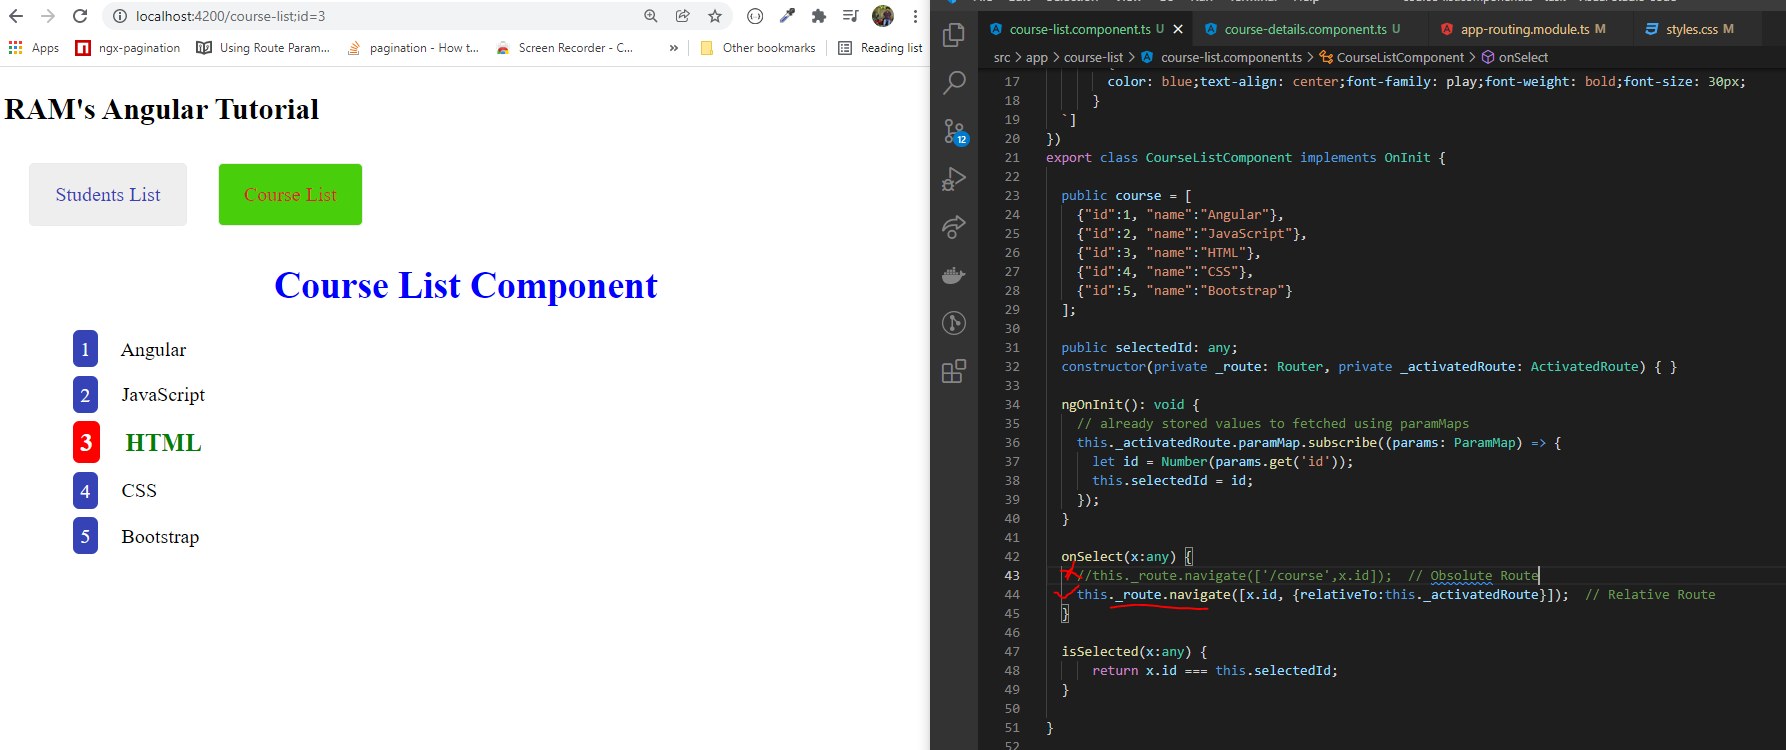 localhost:4200/course-list;id=3
Apps
ngx-pagination
Using Route Param...
pagination - How t...
Screen Recorder - C...
»
Other bookmarks
Reading list
RAM's Angular Tutorial
Students List
Course List
Course List Component
1 Angular
2 JavaScript
3 HTML
4 CSS
5 Bootstrap
course-list.component.ts U
course-details.component.ts U
app-routing.module.ts M
styles.css M
src > app > course-list > course-list.component.ts > CourseListComponent > onSelect
12
17 color: blue;text-align: center;font-family: play;font-weight: bold;font-size: 30px;
18 }
19 `]
20 })
21 export class CourseListComponent implements OnInit {
22
23 public course = [
24 {"id":1, "name":"Angular"},
25 {"id":2, "name":"JavaScript"},
26 {"id":3, "name":"HTML"},
27 {"id":4, "name":"CSS"},
28 {"id":5, "name":"Bootstrap"}
29 ];
30
31 public selectedId: any;
32 constructor(private _route: Router, private _activatedRoute: ActivatedRoute) { }
33
34 ngOnInit(): void {
35 // already stored values to fetched using paramMaps
36 this._activatedRoute.paramMap.subscribe((params: ParamMap) => {
37 let id = Number(params.get('id'));
38 this.selectedId = id;
39 });
40 }
41
42 onSelect(x:any) {
43 //this._route.navigate(['/course',x.id]); // Obsolute Route
44 this._route.navigate([x.id, {relativeTo:this._activatedRoute}]); // Relative Route
45 }
46
47 isSelected(x:any) {
48 return x.id === this.selectedId;
49 }
50
51 }
52